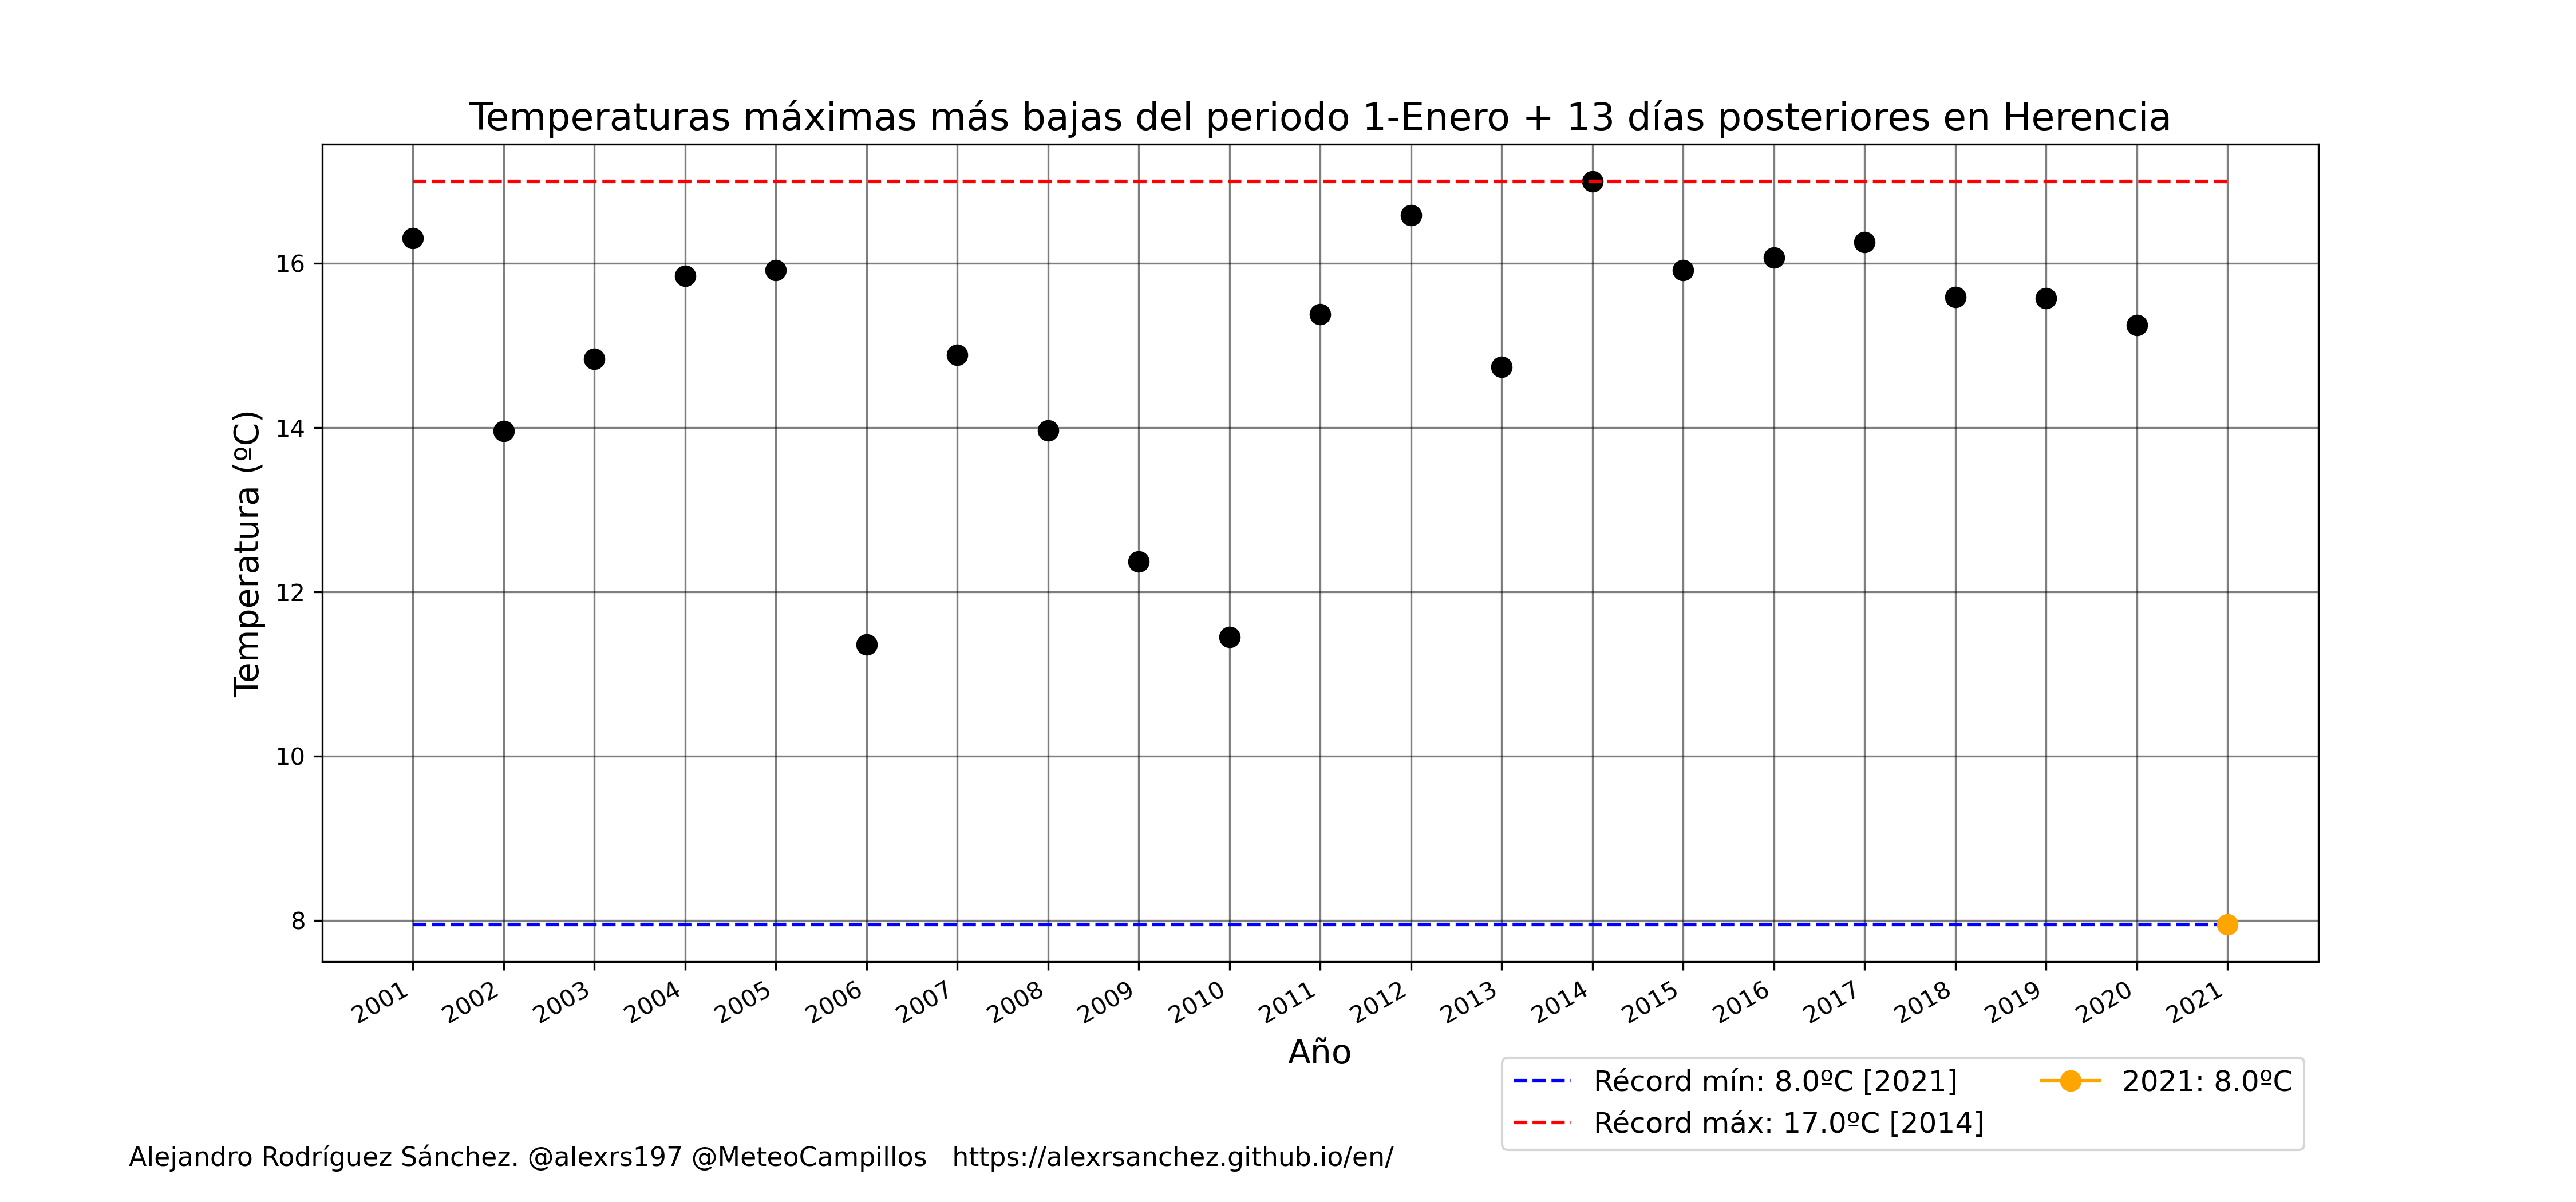 Temperaturas máximas más bajas del periodo 1-Enero + 13 días posteriores en Herencia
Temperatura (ºC)
16
14
12
10
8
2001 2002 2003 2004 2005 2006 2007 2008 2009 2010 2011 2012 2013 2014 2015 2016 2017 2018 2019 2020 2021
Año
Récord mín: 8.0ºC [2021]
Récord máx: 17.0ºC [2014]
2021: 8.0ºC
Alejandro Rodríguez Sánchez. @alexrs197 @MeteoCampillos https://alexrsanchez.github.io/en/